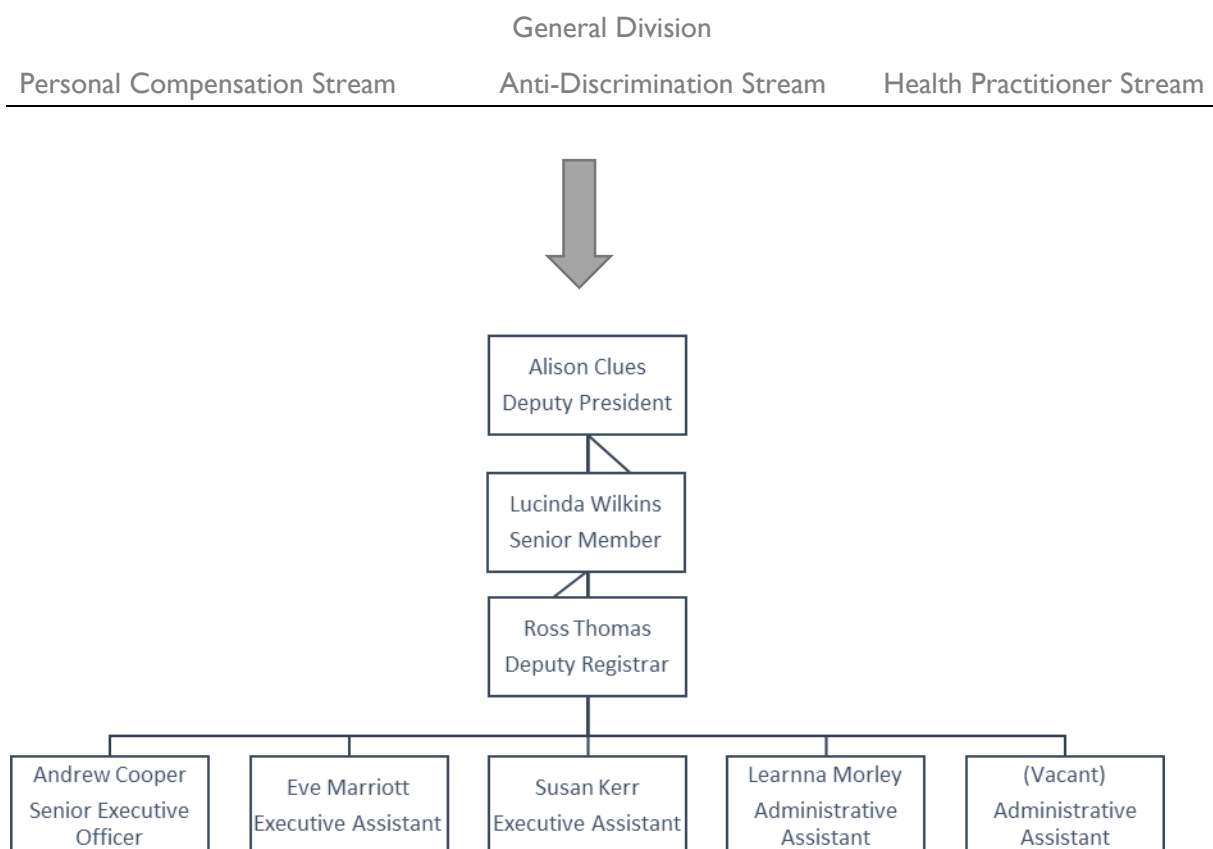 General Division
Personal Compensation Stream Anti-Discrimination Stream Health Practitioner Stream
Alison Clues
Deputy President
Lucinda Wilkins
Senior Member
Ross Thomas
Deputy Registrar
Andrew Cooper
Senior Executive
Officer
Eve Marriott
Executive Assistant
Susan Kerr
Executive Assistant
Learnna Morley
Administrative
Assistant
(Vacant)
Administrative
Assistant